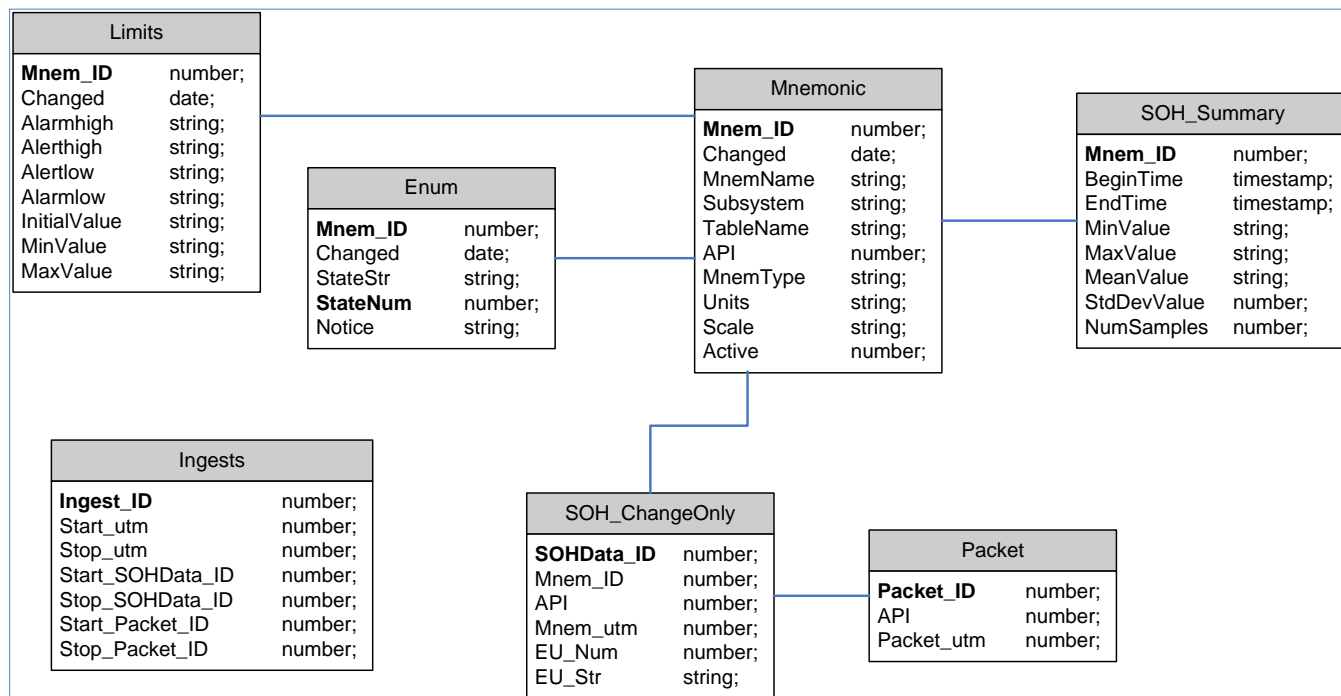 Limits
Mnem_ID number;
Changed date;
Alarmhigh string;
Alerthigh string;
Alertlow string;
Alarmlow string;
InitialValue string;
MinValue string;
MaxValue string;
Enum
Mnem_ID number;
Changed date;
StateStr string;
StateNum number;
Notice string;
Mnemonic
Mnem_ID number;
Changed date;
MnemName string;
Subsystem string;
TableName string;
API number;
MnemType string;
Units string;
Scale string;
Active number;
SOH_Summary
Mnem_ID number;
BeginTime timestamp;
EndTime timestamp;
MinValue string;
MaxValue string;
MeanValue string;
StdDevValue number;
NumSamples number;
Ingests
Ingest_ID number;
Start_utm number;
Stop_utm number;
Start_SOHData_ID number;
Stop_SOHData_ID number;
Start_Packet_ID number;
Stop_Packet_ID number;
SOH_ChangeOnly
SOHData_ID number;
Mnem_ID number;
API number;
Mnem_utm number;
EU_Num number;
EU_Str string;
Packet
Packet_ID number;
API number;
Packet_utm number;